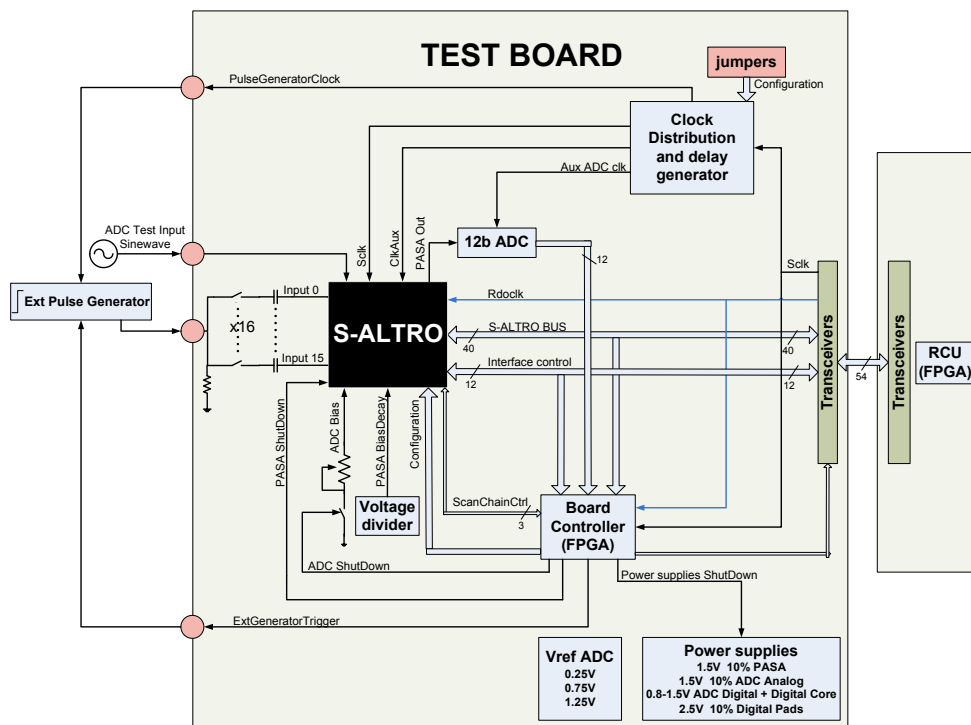 TEST BOARD
jumpers
Configuration
PulseGeneratorClock
Clock
Distribution
and delay
generator
Aux ADC clk
ADC Test Input
Sinewave
Sclk
ClkAux
PASA Out
12b ADC
12
Sclk
Ext Pulse Generator
Input 0
x16
Input 15
S-ALTRO
Rdoclk
S-ALTRO BUS
40
40
Interface control
12
12
Transceivers
54
Transceivers
RCU
(FPGA)
PASA ShutDown
ADC Bias
PASA BiasDecay
Configuration
Voltage
divider
ScanChainCtrl
3
Board
Controller
(FPGA)
ADC ShutDown
Power supplies ShutDown
ExtGeneratorTrigger
Vref ADC
0.25V
0.75V
1.25V
Power supplies
1.5V 10% PASA
1.5V 10% ADC Analog
0.8-1.5V ADC Digital + Digital Core
2.5V 10% Digital Pads